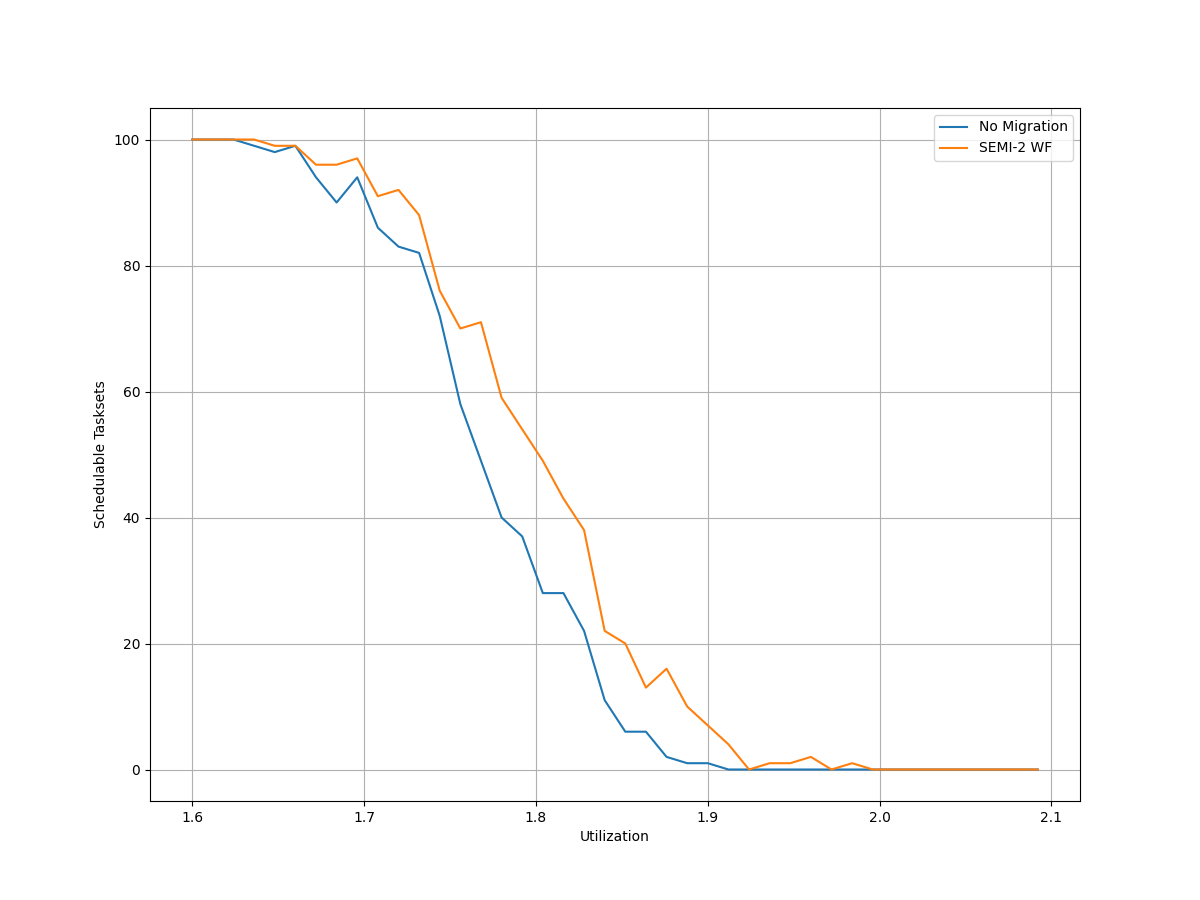 No Migration
SEMI-2 WF
100
80
60
40
20
0
Schedulable Tasksets
1.6 1.7 1.8 1.9 2.0 2.1
Utilization